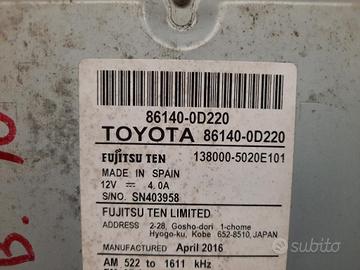 86140-0D220
TOYOTA 86140-0D220
FUJITSU TEN 138000-5020E101
MADE IN SPAIN
12V ⎓ 4.0A
S/NO. SN403958
FUJITSU TEN LIMITED.
ADDRESS 2-28, Gosho-dori 1-chome
Hyogo-ku, Kobe 652-8510, JAPAN
MANUFACTURED April 2016
AM 522 to 1611 kHz
subito